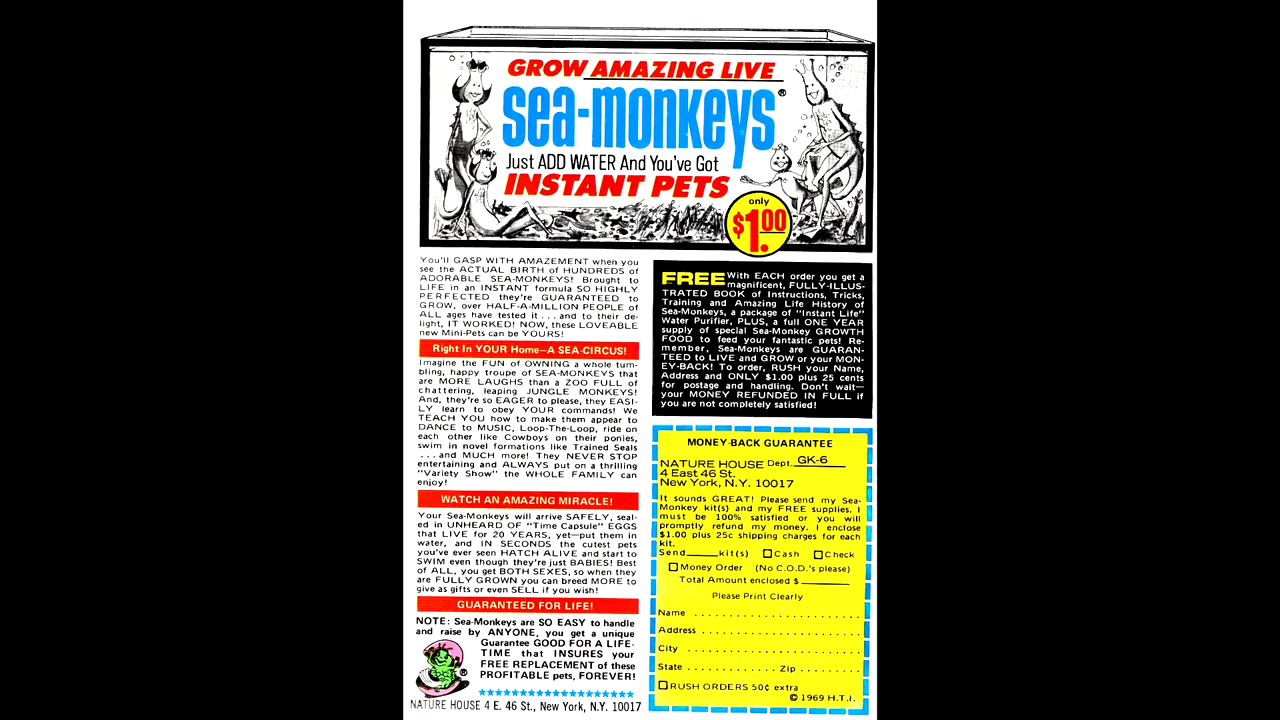 GROW AMAZING LIVE
sea-monkeys®
Just ADD WATER And You've Got
INSTANT PETS
only
$1.00
You'll GASP WITH AMAZEMENT when you
see the ACTUAL BIRTH of HUNDREDS of
ADORABLE SEA-MONKEYS! Brought to
LIFE in an INSTANT formula SO HIGHLY
PERFECTED they're GUARANTEED to
GROW, over HALF-A-MILLION PEOPLE of
ALL ages have tested it...and to their de-
light, IT WORKED! NOW, these LOVEABLE
new Mini-Pets can be YOURS!
Right In YOUR Home—A SEA-CIRCUS!
Imagine the FUN of OWNING a whole tum-
bling, happy troupe of SEA-MONKEYS that
are MORE LAUGHS than a ZOO FULL of
chattering, leaping JUNGLE MONKEYS!
And, they're so EAGER to please, they EASI-
LY learn to obey YOUR commands! We
TEACH YOU how to make them appear to
DANCE to MUSIC, Loop-The-Loop, ride on
each other like Cowboys on their ponies,
swim in novel formations like Trained Seals
...and MUCH more! They NEVER STOP
entertaining and ALWAYS put on a thrilling
"Variety Show" the WHOLE FAMILY can
enjoy!
WATCH AN AMAZING MIRACLE!
Your Sea-Monkeys will arrive SAFELY, seal-
ed in UNHEARD OF "Time Capsule" EGGS
that LIVE for 20 YEARS, yet—put them in
water, and IN SECONDS the cutest pets
you've ever seen HATCH ALIVE and start to
SWIM even though they're just BABIES! Best
of ALL, you get BOTH SEXES, so when they
are FULLY GROWN you can breed MORE to
give as gifts or even SELL if you wish!
GUARANTEED FOR LIFE!
NOTE: Sea-Monkeys are SO EASY to handle
and raise by ANYONE, you get a unique
Guarantee GOOD FOR A LIFE-
TIME that INSURES your
FREE REPLACEMENT of these
PROFITABLE pets, FOREVER!
®
NATURE HOUSE 4 E. 46 St., New York, N.Y. 10017
FREE With EACH order you get a
magnificent, FULLY-ILLUS-
TRATED BOOK of Instructions, Tricks,
Training and Amazing Life History of
Sea-Monkeys, a package of "Instant Life"
Water Purifier, PLUS, a full ONE YEAR
supply of special Sea-Monkey GROWTH
FOOD to feed your fantastic pets! Re-
member, Sea-Monkeys are GUARAN-
TEED to LIVE and GROW or your MON-
EY-BACK! To order, RUSH your Name,
Address and ONLY $1.00 plus 25 cents
for postage and handling. Don't wait—
your MONEY REFUNDED IN FULL if
you are not completely satisfied!
MONEY-BACK GUARANTEE
NATURE HOUSE Dept. GK-6
4 East 46 St.
New York, N.Y. 10017
It sounds GREAT! Please send my Sea-
Monkey kit(s) and my FREE supplies. I
must be 100% satisfied or you will
promptly refund my money. I enclose
$1.00 plus 25c shipping charges for each
kit.
Send____kit(s) □ Cash □ Check
□ Money Order (No C.O.D.'s please)
Total Amount enclosed $ ________
Please Print Clearly
Name ........................
Address ........................
City ........................
State .............. Zip ..........
□ RUSH ORDERS 50¢ extra
© 1969 H.T.I.